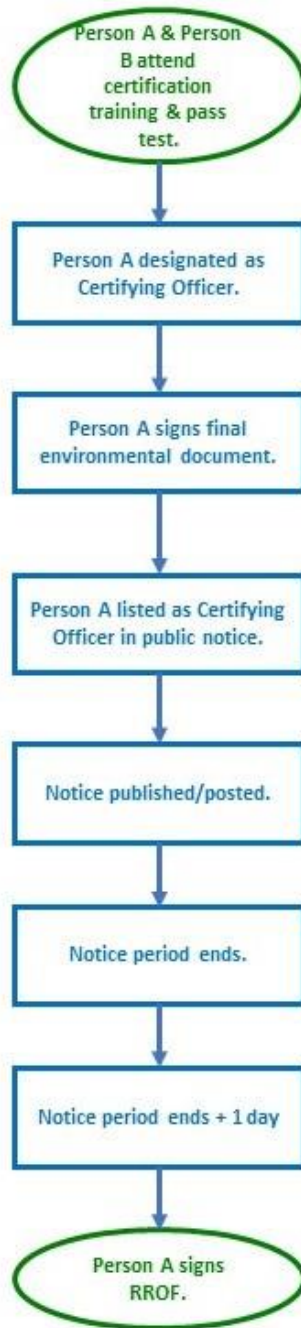 Person A & Person
B attend
certification
training & pass
test.
Person A designated as
Certifying Officer.
Person A signs final
environmental document.
Person A listed as Certifying
Officer in public notice.
Notice published/posted.
Notice period ends.
Notice period ends + 1 day
Person A signs
RROF.